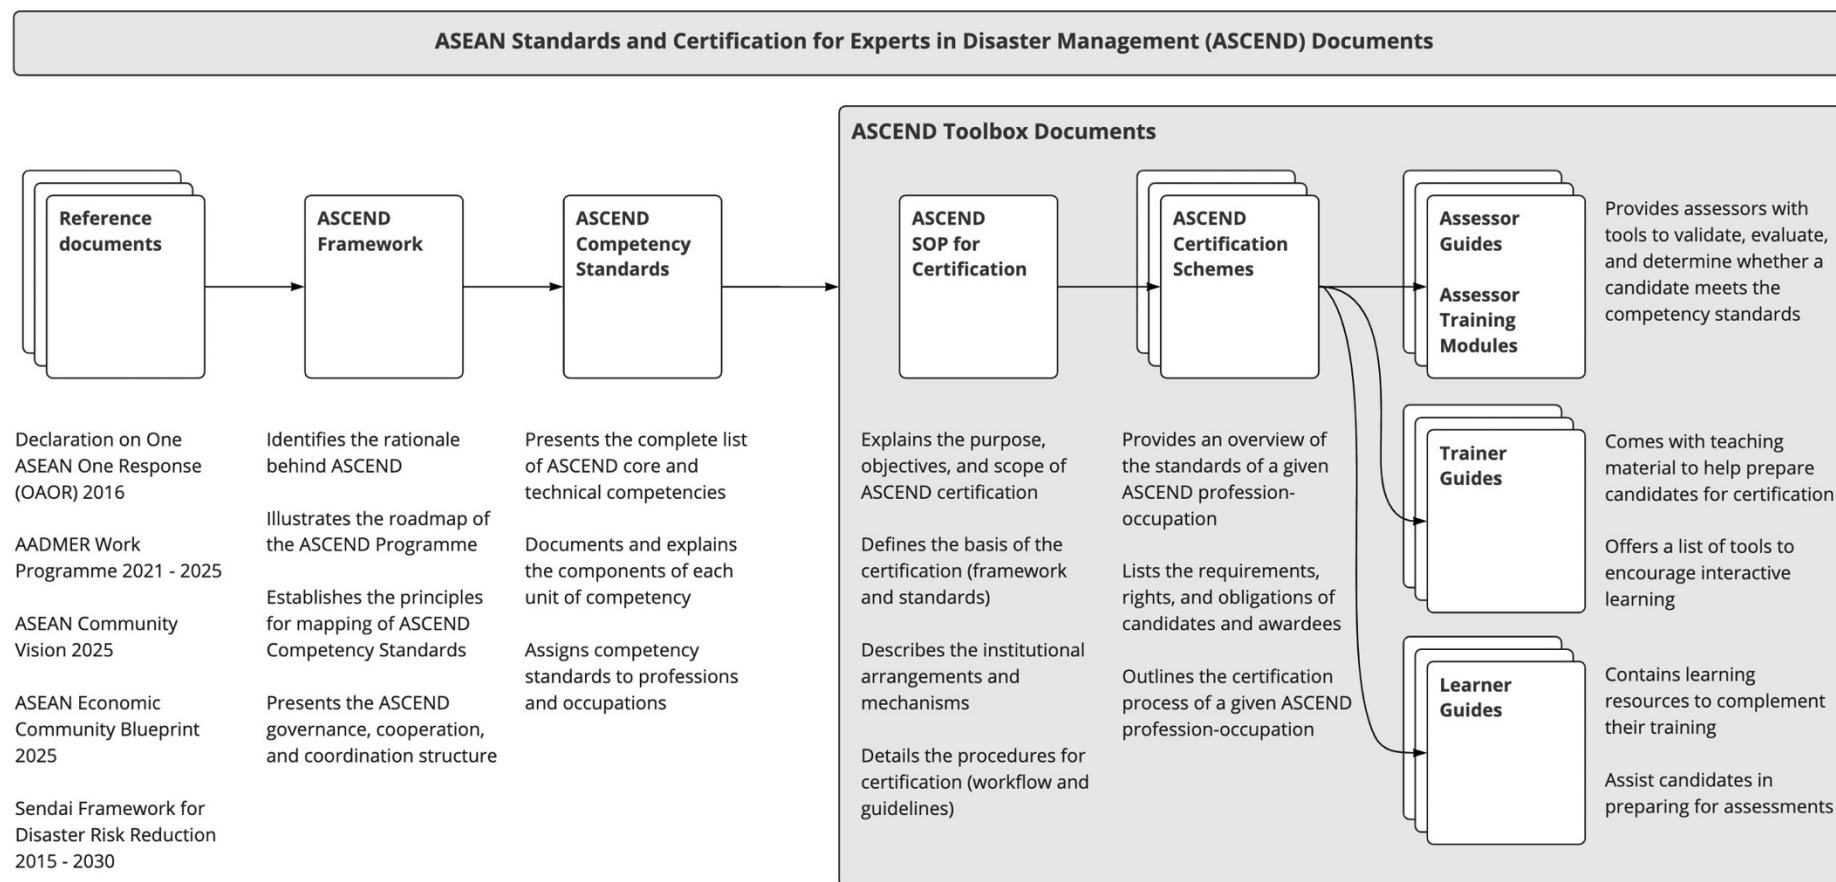 ASEAN Standards and Certification for Experts in Disaster Management (ASCEND) Documents
ASCEND Toolbox Documents
Reference
documents
ASCEND
Framework
ASCEND
Competency
Standards
ASCEND
SOP for
Certification
ASCEND
Certification
Schemes
Assessor
Guides
Assessor
Training
Modules
Provides assessors with
tools to validate, evaluate,
and determine whether a
candidate meets the
competency standards
Declaration on One
ASEAN One Response
(OAOR) 2016
AADMER Work
Programme 2021 - 2025
ASEAN Community
Vision 2025
ASEAN Economic
Community Blueprint
2025
Sendai Framework for
Disaster Risk Reduction
2015 - 2030
Identifies the rationale
behind ASCEND
Illustrates the roadmap of
the ASCEND Programme
Establishes the principles
for mapping of ASCEND
Competency Standards
Presents the ASCEND
governance, cooperation,
and coordination structure
Presents the complete list
of ASCEND core and
technical competencies
Documents and explains
the components of each
unit of competency
Assigns competency
standards to professions
and occupations
Explains the purpose,
objectives, and scope of
ASCEND certification
Defines the basis of the
certification (framework
and standards)
Describes the institutional
arrangements and
mechanisms
Details the procedures for
certification (workflow and
guidelines)
Provides an overview of
the standards of a given
ASCEND profession-
occupation
Lists the requirements,
rights, and obligations of
candidates and awardees
Outlines the certification
process of a given ASCEND
profession-occupation
Trainer
Guides
Comes with teaching
material to help prepare
candidates for certification
Offers a list of tools to
encourage interactive
learning
Learner
Guides
Contains learning
resources to complement
their training
Assist candidates in
preparing for assessments